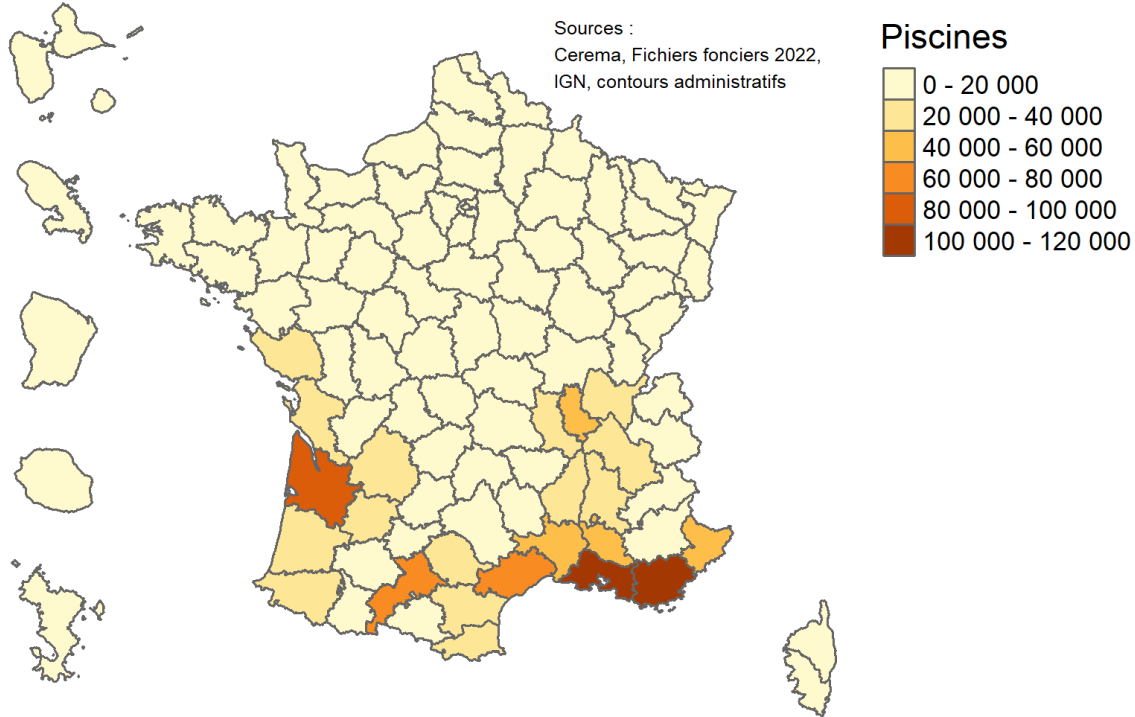 Sources :
Cerema, Fichiers fonciers 2022,
IGN, contours administratifs
Piscines
0 - 20 000
20 000 - 40 000
40 000 - 60 000
60 000 - 80 000
80 000 - 100 000
100 000 - 120 000